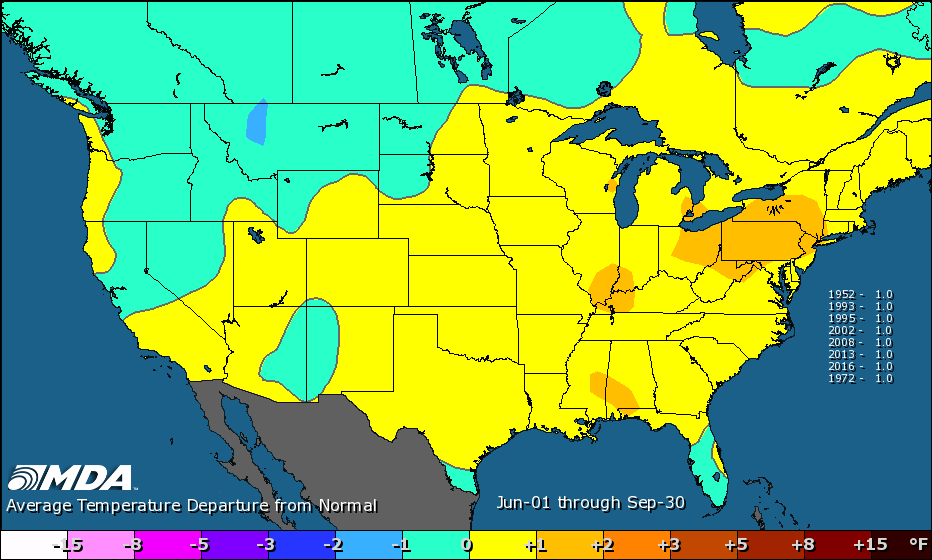 1952 - 1.0
1993 - 1.0
1995 - 1.0
2002 - 1.0
2008 - 1.0
2013 - 1.0
2016 - 1.0
1972 - 1.0
MDA
Average Temperature Departure from Normal
Jun-01 through Sep-30
-15 -8 -5 -3 -2 -1 0 +1 +2 +3 +5 +8 +15 °F